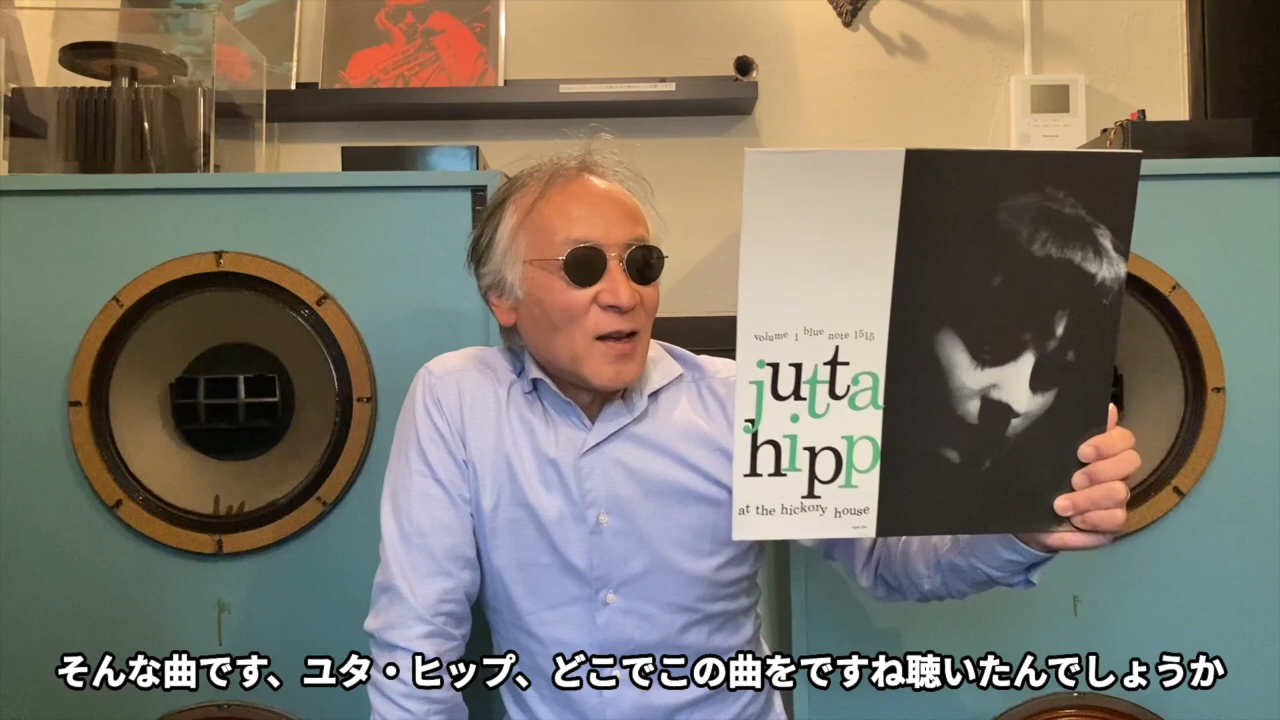 volume 1 blue note 1515
jutta
hipp
at the hickory house
そんな曲です、ユタ・ヒップ、どこでこの曲をですね聴いたんでしょうか